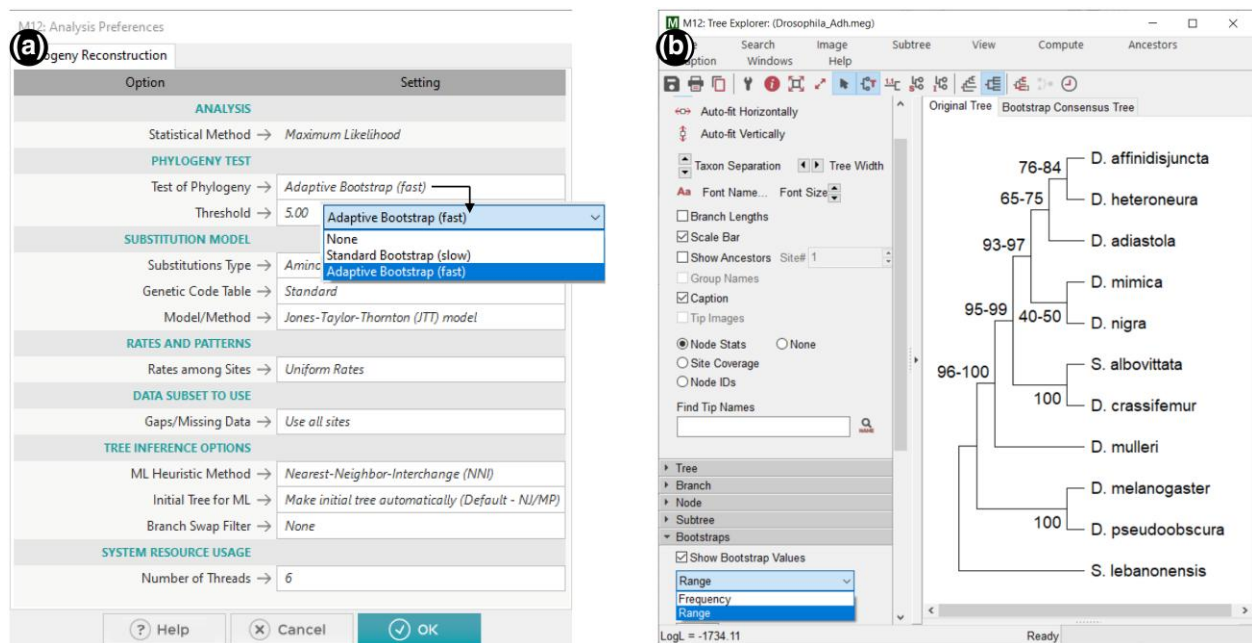 M12: Analysis Preferences
(a)
ogeny Reconstruction
Option Setting
ANALYSIS
Statistical Method → Maximum Likelihood
PHYLOGENY TEST
Test of Phylogeny → Adaptive Bootstrap (fast)
Threshold → 5.00
Adaptive Bootstrap (fast)
None
Standard Bootstrap (slow)
Adaptive Bootstrap (fast)
SUBSTITUTION MODEL
Substitutions Type → Amino
Genetic Code Table → Standard
Model/Method → Jones-Taylor-Thornton (JTT) model
RATES AND PATTERNS
Rates among Sites → Uniform Rates
DATA SUBSET TO USE
Gaps/Missing Data → Use all sites
TREE INFERENCE OPTIONS
ML Heuristic Method → Nearest-Neighbor-Interchange (NNI)
Initial Tree for ML → Make initial tree automatically (Default - NJ/MP)
Branch Swap Filter → None
SYSTEM RESOURCE USAGE
Number of Threads → 6
? Help
Cancel
OK
M M12: Tree Explorer: (Drosophila_Adh.meg)
(b)
Search Image Subtree View Compute Ancestors
ption Windows Help
Auto-fit Horizontally
Auto-fit Vertically
Taxon Separation Tree Width
Aa Font Name... Font Size
Branch Lengths
Scale Bar
Show Ancestors Site# 1
Group Names
Caption
Tip Images
Node Stats None
Site Coverage
Node IDs
Find Tip Names
NAME
Tree
Branch
Node
Subtree
Bootstraps
Show Bootstrap Values
Range
Frequency
Range
LogL = -1734.11 Ready
Original Tree Bootstrap Consensus Tree
76-84
65-75
93-97
95-99
40-50
96-100
100
100
D. affinidisjuncta
D. heteroneura
D. adiastola
D. mimica
D. nigra
S. albovittata
D. crassifemur
D. mulleri
D. melanogaster
D. pseudoobscura
S. lebanonensis